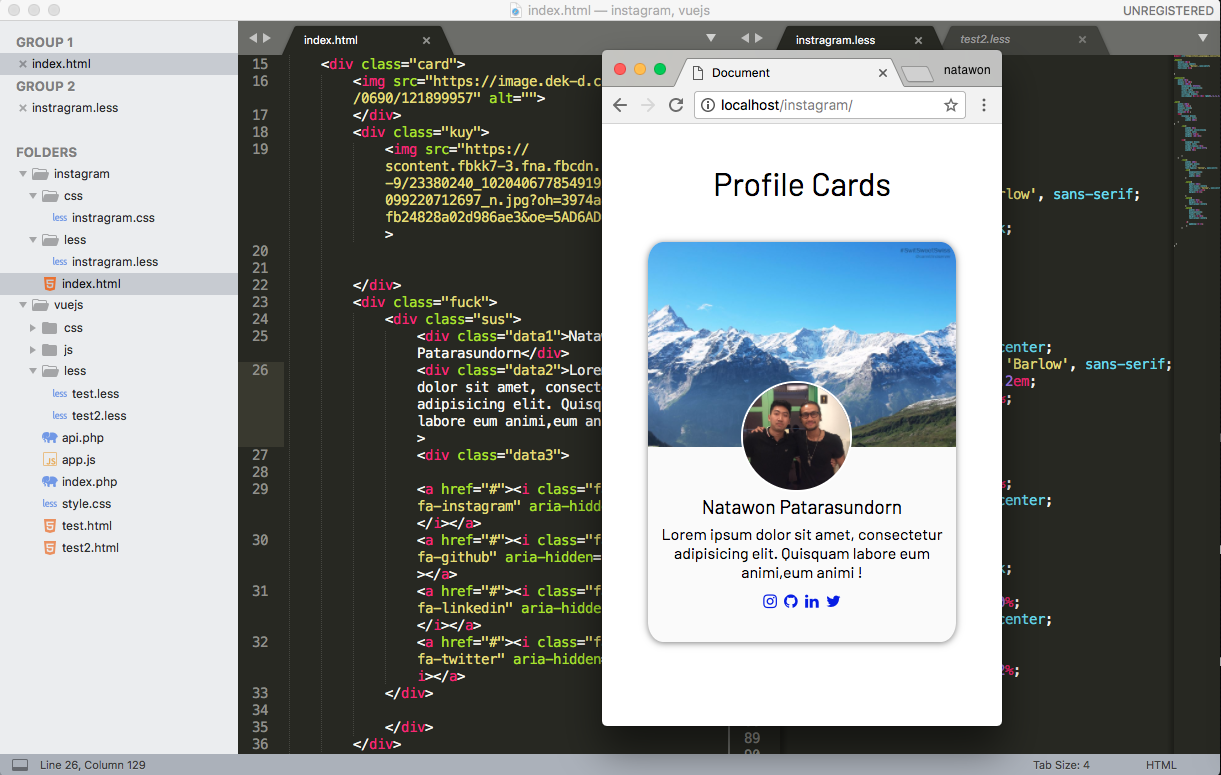 index.html — instagram, vuejs
UNREGISTERED
GROUP 1
index.html
GROUP 2
instragram.less
FOLDERS
instagram
css
less instragram.css
less
less instragram.less
index.html
vuejs
css
js
less
less test.less
less test2.less
api.php
JS app.js
index.php
less style.css
test.html
test2.html
index.html
15 <div class="card">
16 <img src="https://image.dek-d.c
/0690/121899957" alt="">
17 </div>
18 <div class="kuy">
19 <img src="https://
scontent.fbkk7-3.fna.fbcdn.
-9/23380240_102040677854919
099220712697_n.jpg?oh=3974a
fb24828a02d986ae3&oe=5AD6AD
>
20
21
22 </div>
23 <div class="fuck">
24 <div class="sus">
25 <div class="data1">Nata
Patarasundorn</div>
26 <div class="data2">Lore
dolor sit amet, consect
adipisicing elit. Quisq
labore eum animi,eum an
>
27 <div class="data3">
28
29 <a href="#"><i class="f
fa-instagram" aria-hidd
</i></a>
30 <a href="#"><i class="f
fa-github" aria-hidden=
></a>
31 <a href="#"><i class="f
fa-linkedin" aria-hidde
</i></a>
32 <a href="#"><i class="f
fa-twitter" aria-hidden
i></a>
33 </div>
34
35 </div>
36 </div>
instragram.less
test2.less
Document
natawon
localhost/instagram/
Profile Cards
Natawon Patarasundorn
Lorem ipsum dolor sit amet, consectetur
adipisicing elit. Quisquam labore eum
animi,eum animi !
rlow', sans-serif;
k;
center;
'Barlow', sans-serif;
2em;
%;
%;
center;
k;
0%;
center;
2%;
89
Line 26, Column 129
Tab Size: 4
HTML